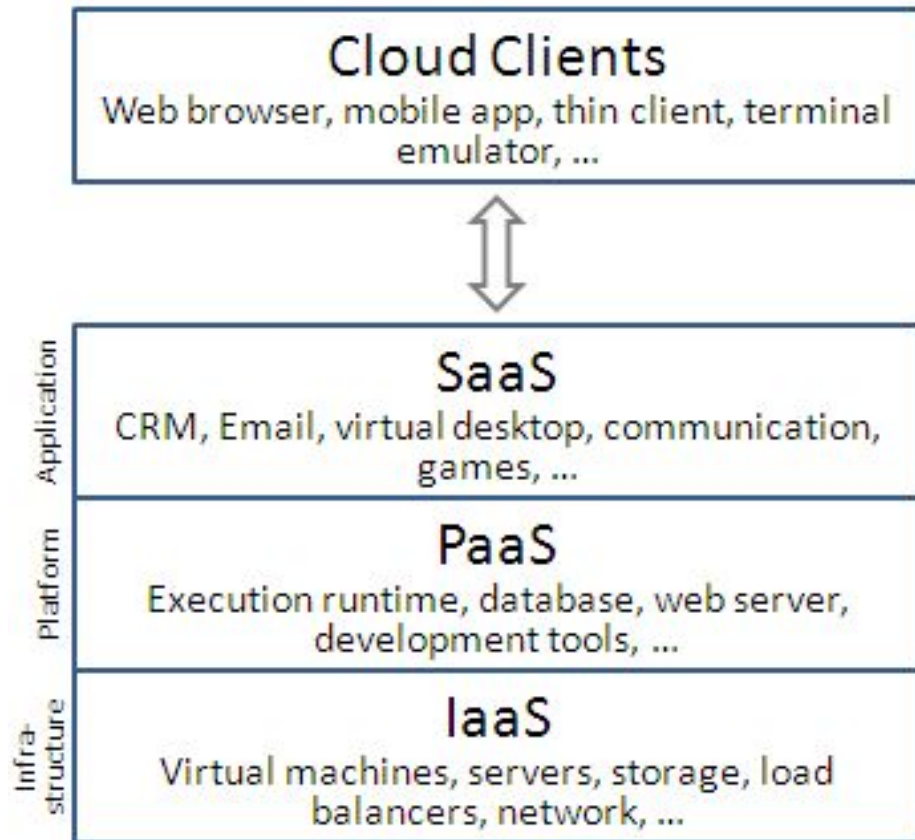 Cloud Clients
Web browser, mobile app, thin client, terminal
emulator, ...
Application
SaaS
CRM, Email, virtual desktop, communication,
games, ...
Platform
PaaS
Execution runtime, database, web server,
development tools, ...
Infra-
structure
IaaS
Virtual machines, servers, storage, load
balancers, network, ...